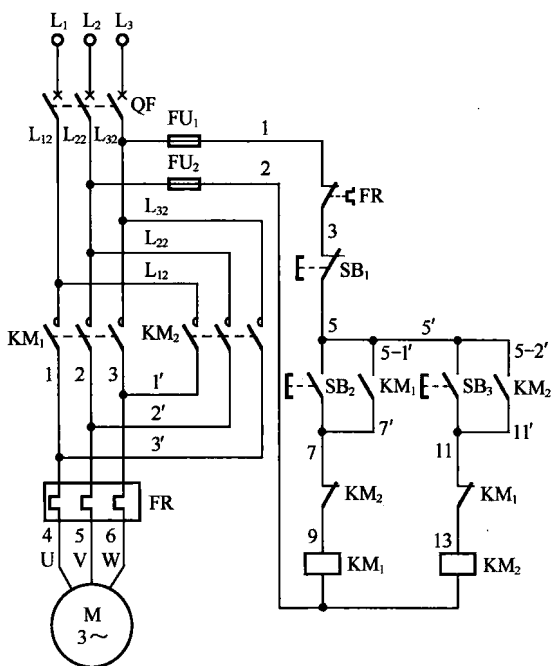 L₁ L₂ L₃
QF
L₁₂ L₂₂ L₃₂
FU₁ 1
FU₂ 2
FR
L₃₂
3
L₂₂
SB₁
L₁₂
KM₁ KM₂
5 5′
1 2 3
5-1′ 5-2′
1′
SB₂ KM₁ SB₃ KM₂
2′
7′ 11′
3′
7 11
FR
KM₂ KM₁
4 5 6
9 13
U V W
KM₁ KM₂
M
3~